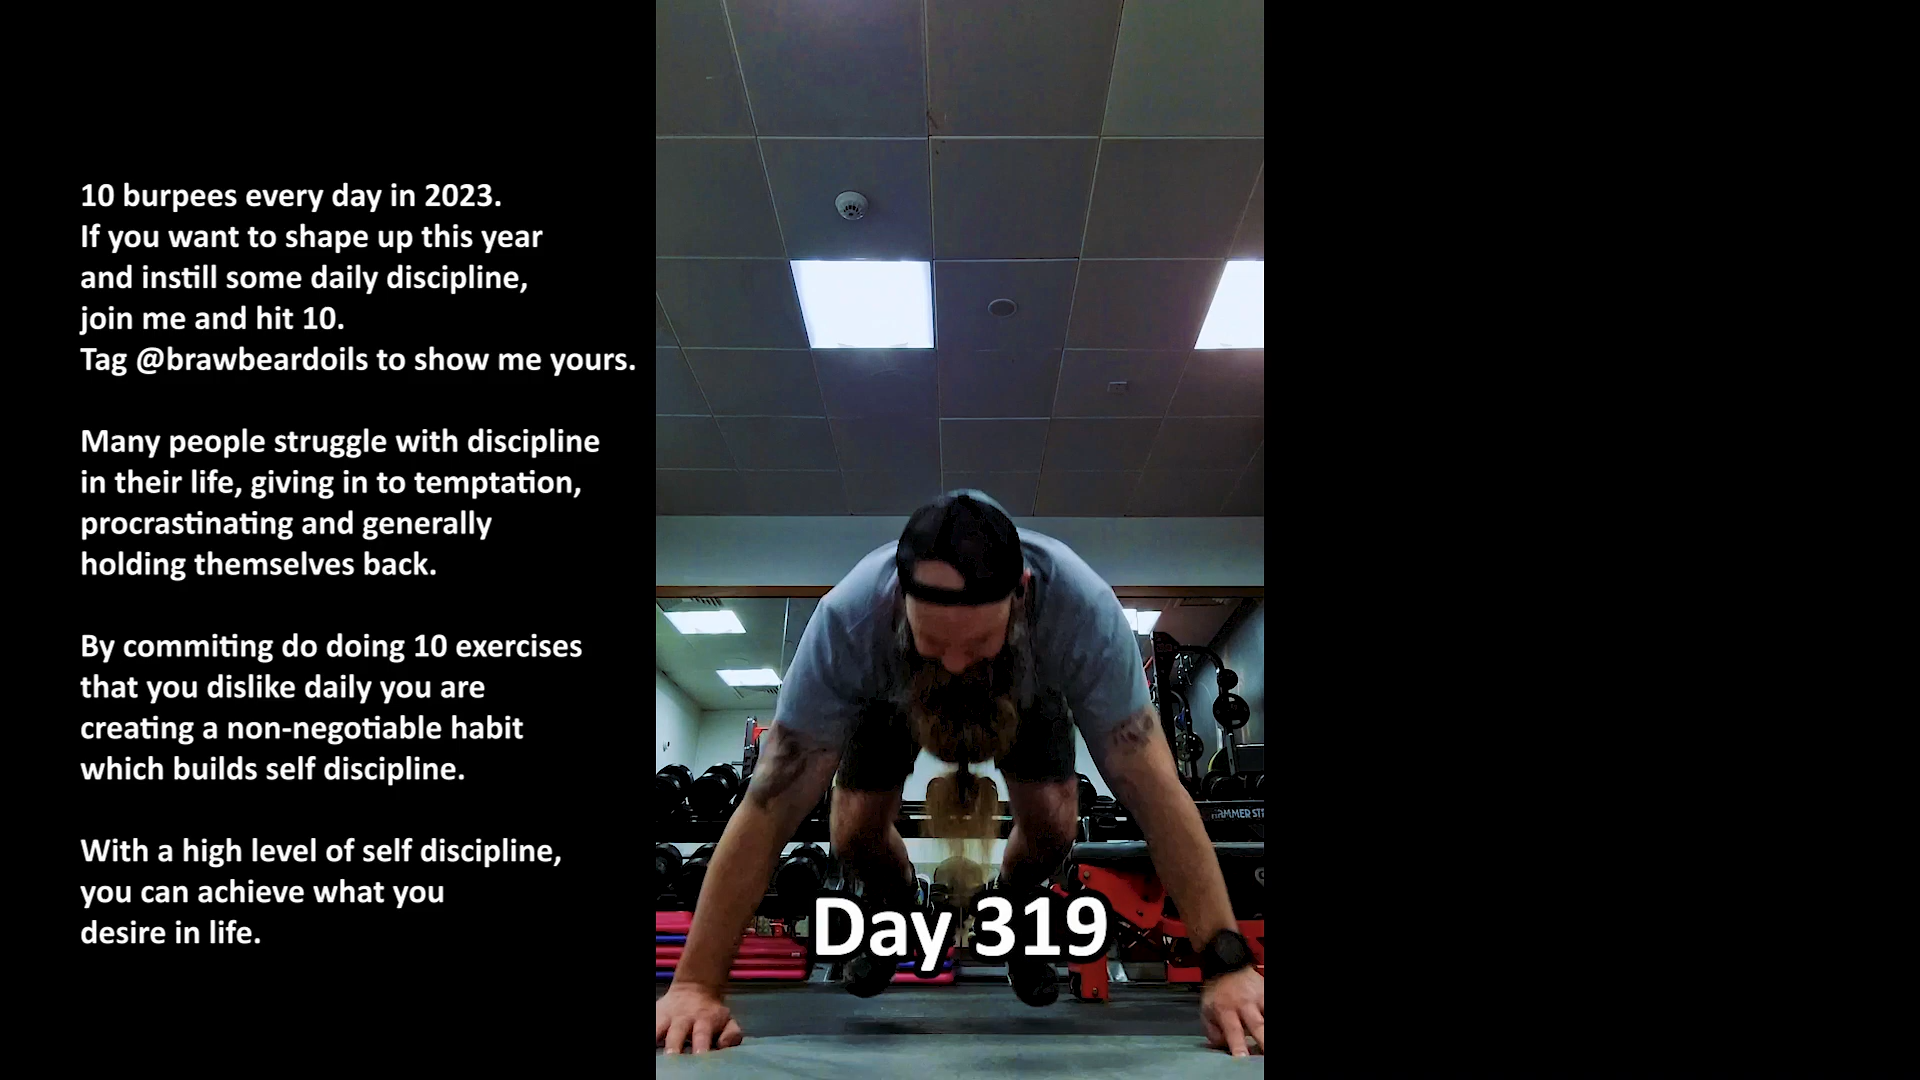 10 burpees every day in 2023.
If you want to shape up this year
and instill some daily discipline,
join me and hit 10.
Tag @brawbeardoils to show me yours.
Many people struggle with discipline
in their life, giving in to temptation,
procrastinating and generally
holding themselves back.
By commiting do doing 10 exercises
that you dislike daily you are
creating a non-negotiable habit
which builds self discipline.
With a high level of self discipline,
you can achieve what you
desire in life.
Day 319